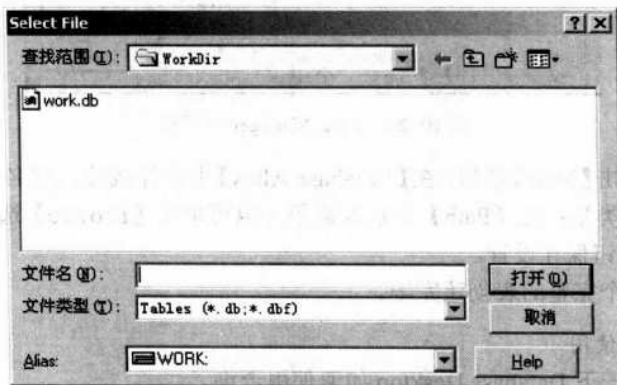 Select File
查找范围(I): WorkDir
work.db
文件名(N): 打开(O)
文件类型(T): Tables (*.db;*.dbf) 取消
Alias: WORK: Help